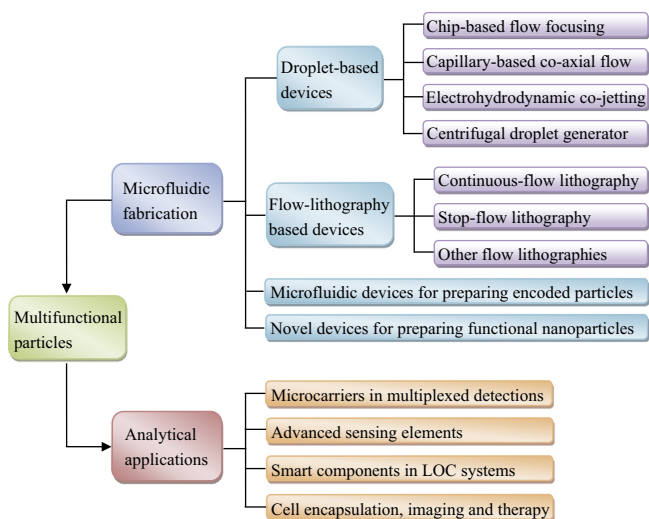 Chip-based flow focusing
Droplet-based
devices
Capillary-based co-axial flow
Electrohydrodynamic co-jetting
Centrifugal droplet generator
Microfluidic
fabrication
Flow-lithography
based devices
Continuous-flow lithography
Stop-flow lithography
Other flow lithographies
Microfluidic devices for preparing encoded particles
Novel devices for preparing functional nanoparticles
Multifunctional
particles
Analytical
applications
Microcarriers in multiplexed detections
Advanced sensing elements
Smart components in LOC systems
Cell encapsulation, imaging and therapy